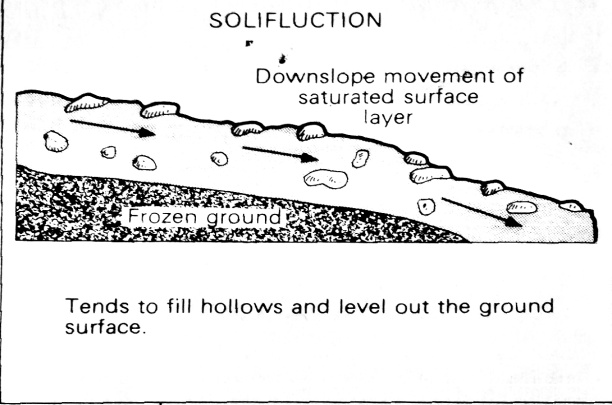 SOLIFLUCTION
Downslope movement of
saturated surface
layer
Frozen ground
Tends to fill hollows and level out the ground
surface.